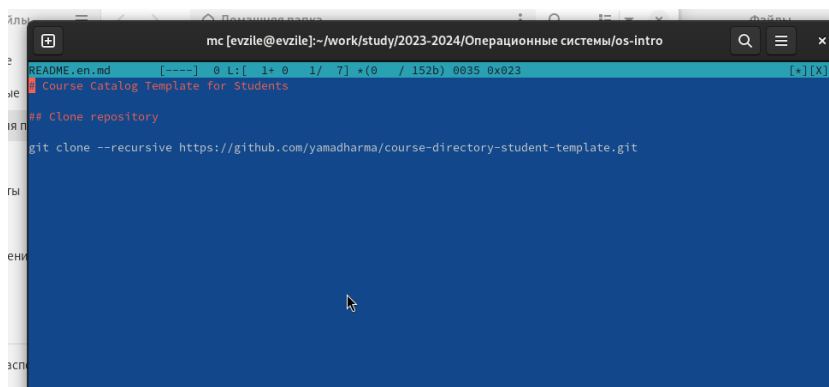 Домашняя папка
Файлы
mc [evzile@evzile]:~/work/study/2023-2024/Операционные системы/os-intro
README.en.md [----] 0 L:[ 1+ 0 1/ 7] *(0 / 152b) 0035 0x023 [*][X]
# Course Catalog Template for Students
## Clone repository
git clone --recursive https://github.com/yamadharma/course-directory-student-template.git